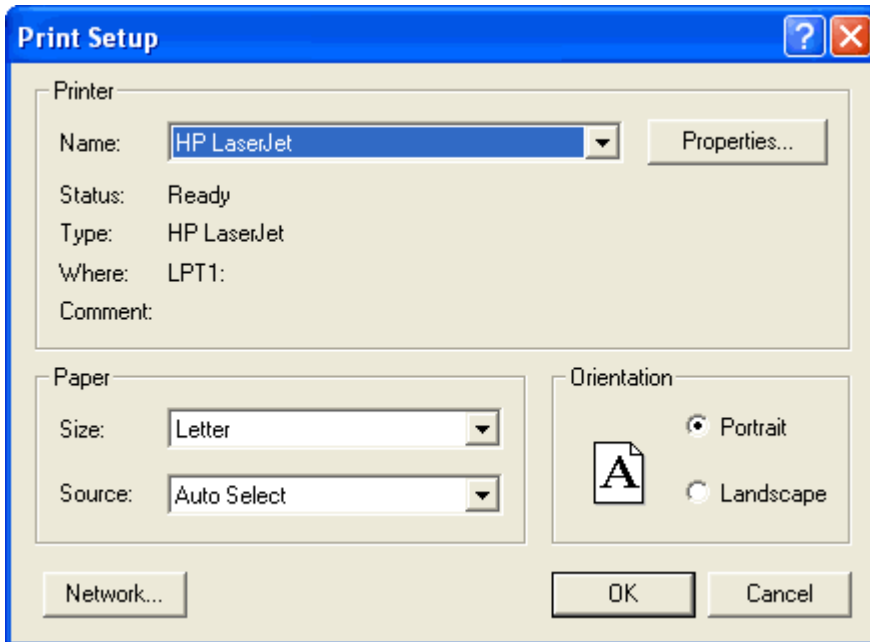 Print Setup
Printer
Name: HP LaserJet Properties...
Status: Ready
Type: HP LaserJet
Where: LPT1:
Comment:
Paper
Size: Letter
Source: Auto Select
Orientation
A
Portrait
Landscape
Network... OK Cancel